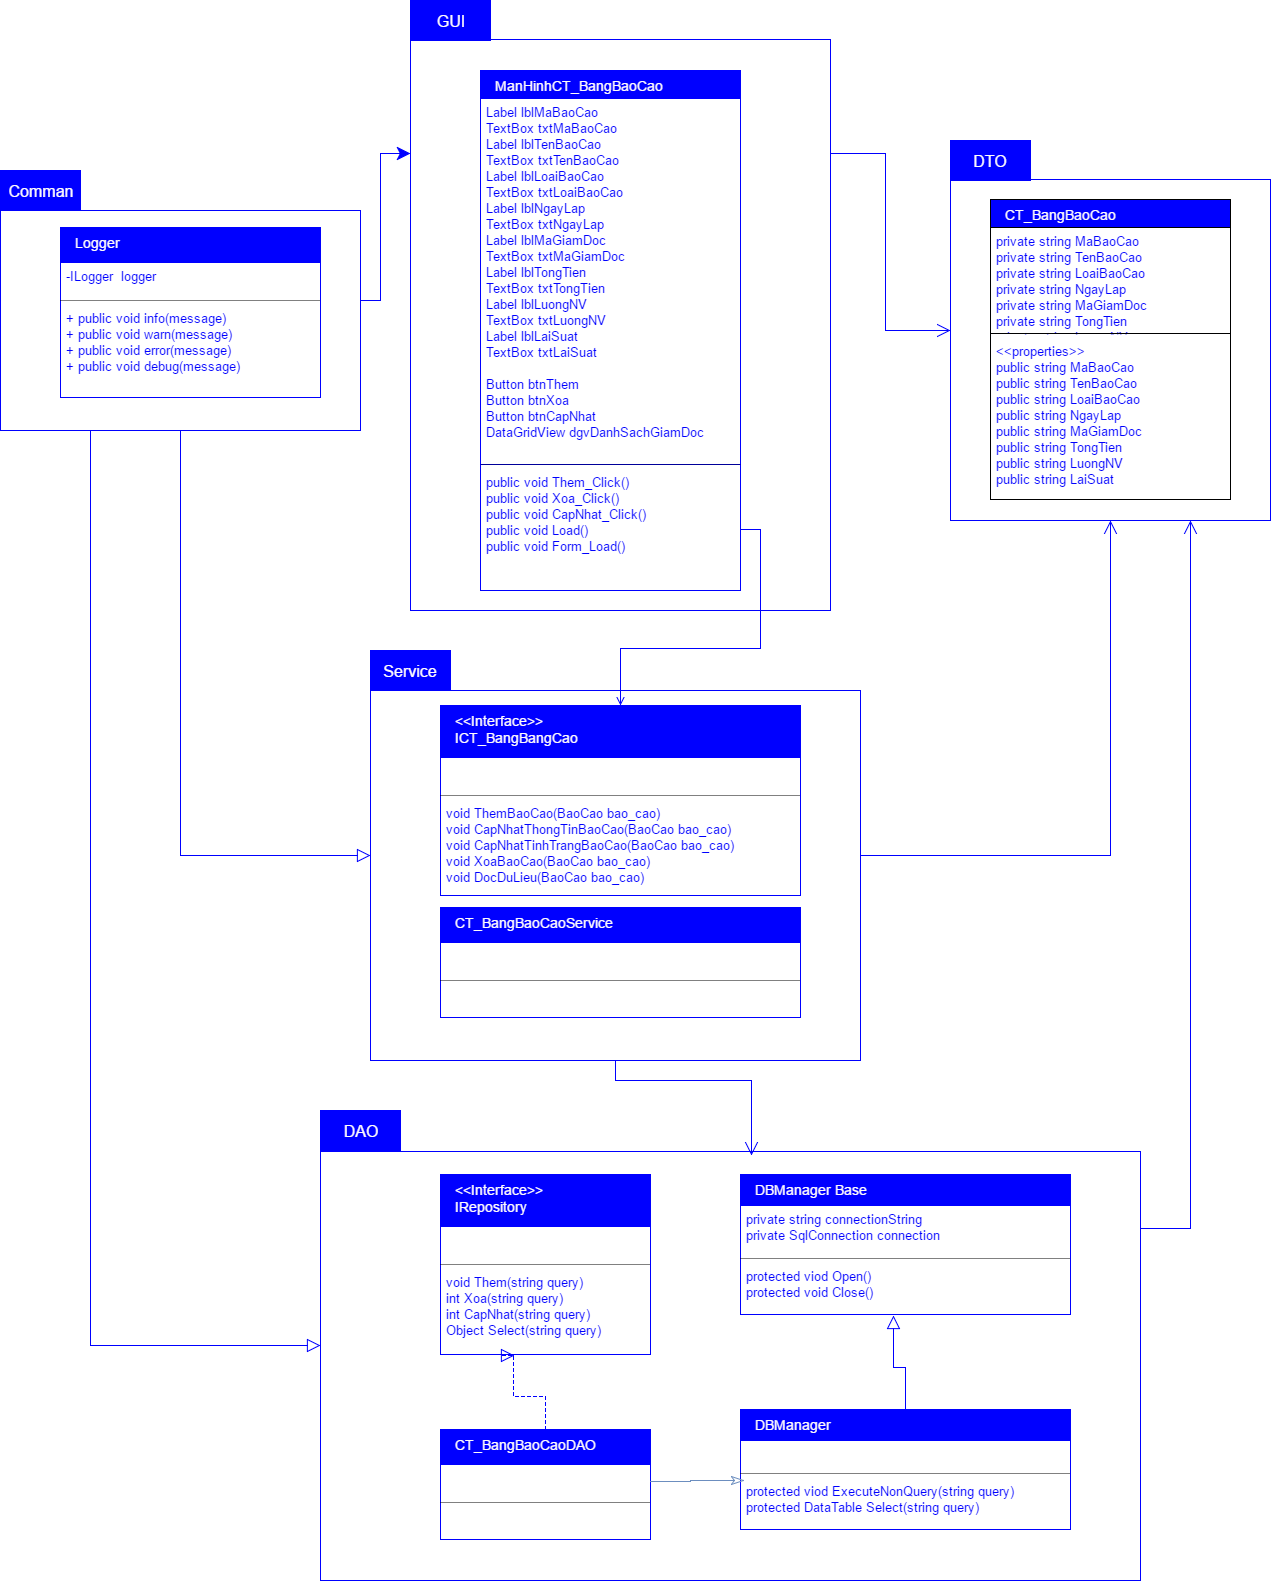 GUI
ManHinhCT_BangBaoCao
Label lblMaBaoCao
TextBox txtMaBaoCao
Label lblTenBaoCao
TextBox txtTenBaoCao
Label lblLoaiBaoCao
TextBox txtLoaiBaoCao
Label lblNgayLap
TextBox txtNgayLap
Label lblMaGiamDoc
TextBox txtMaGiamDoc
Label lblTongTien
TextBox txtTongTien
Label lblLuongNV
TextBox txtLuongNV
Label lblLaiSuat
TextBox txtLaiSuat
Button btnThem
Button btnXoa
Button btnCapNhat
DataGridView dgvDanhSachGiamDoc
public void Them_Click()
public void Xoa_Click()
public void CapNhat_Click()
public void Load()
public void Form_Load()
Comman
Logger
-ILogger  logger
+ public void info(message)
+ public void warn(message)
+ public void error(message)
+ public void debug(message)
DTO
CT_BangBaoCao
private string MaBaoCao
private string TenBaoCao
private string LoaiBaoCao
private string NgayLap
private string MaGiamDoc
private string TongTien
<<properties>>
public string MaBaoCao
public string TenBaoCao
public string LoaiBaoCao
public string NgayLap
public string MaGiamDoc
public string TongTien
public string LuongNV
public string LaiSuat
Service
<<Interface>>
ICT_BangBangCao
void ThemBaoCao(BaoCao bao_cao)
void CapNhatThongTinBaoCao(BaoCao bao_cao)
void CapNhatTinhTrangBaoCao(BaoCao bao_cao)
void XoaBaoCao(BaoCao bao_cao)
void DocDuLieu(BaoCao bao_cao)
CT_BangBaoCaoService
DAO
<<Interface>>
IRepository
void Them(string query)
int Xoa(string query)
int CapNhat(string query)
Object Select(string query)
DBManager Base
private string connectionString
private SqlConnection connection
protected viod Open()
protected void Close()
CT_BangBaoCaoDAO
DBManager
protected viod ExecuteNonQuery(string query)
protected DataTable Select(string query)